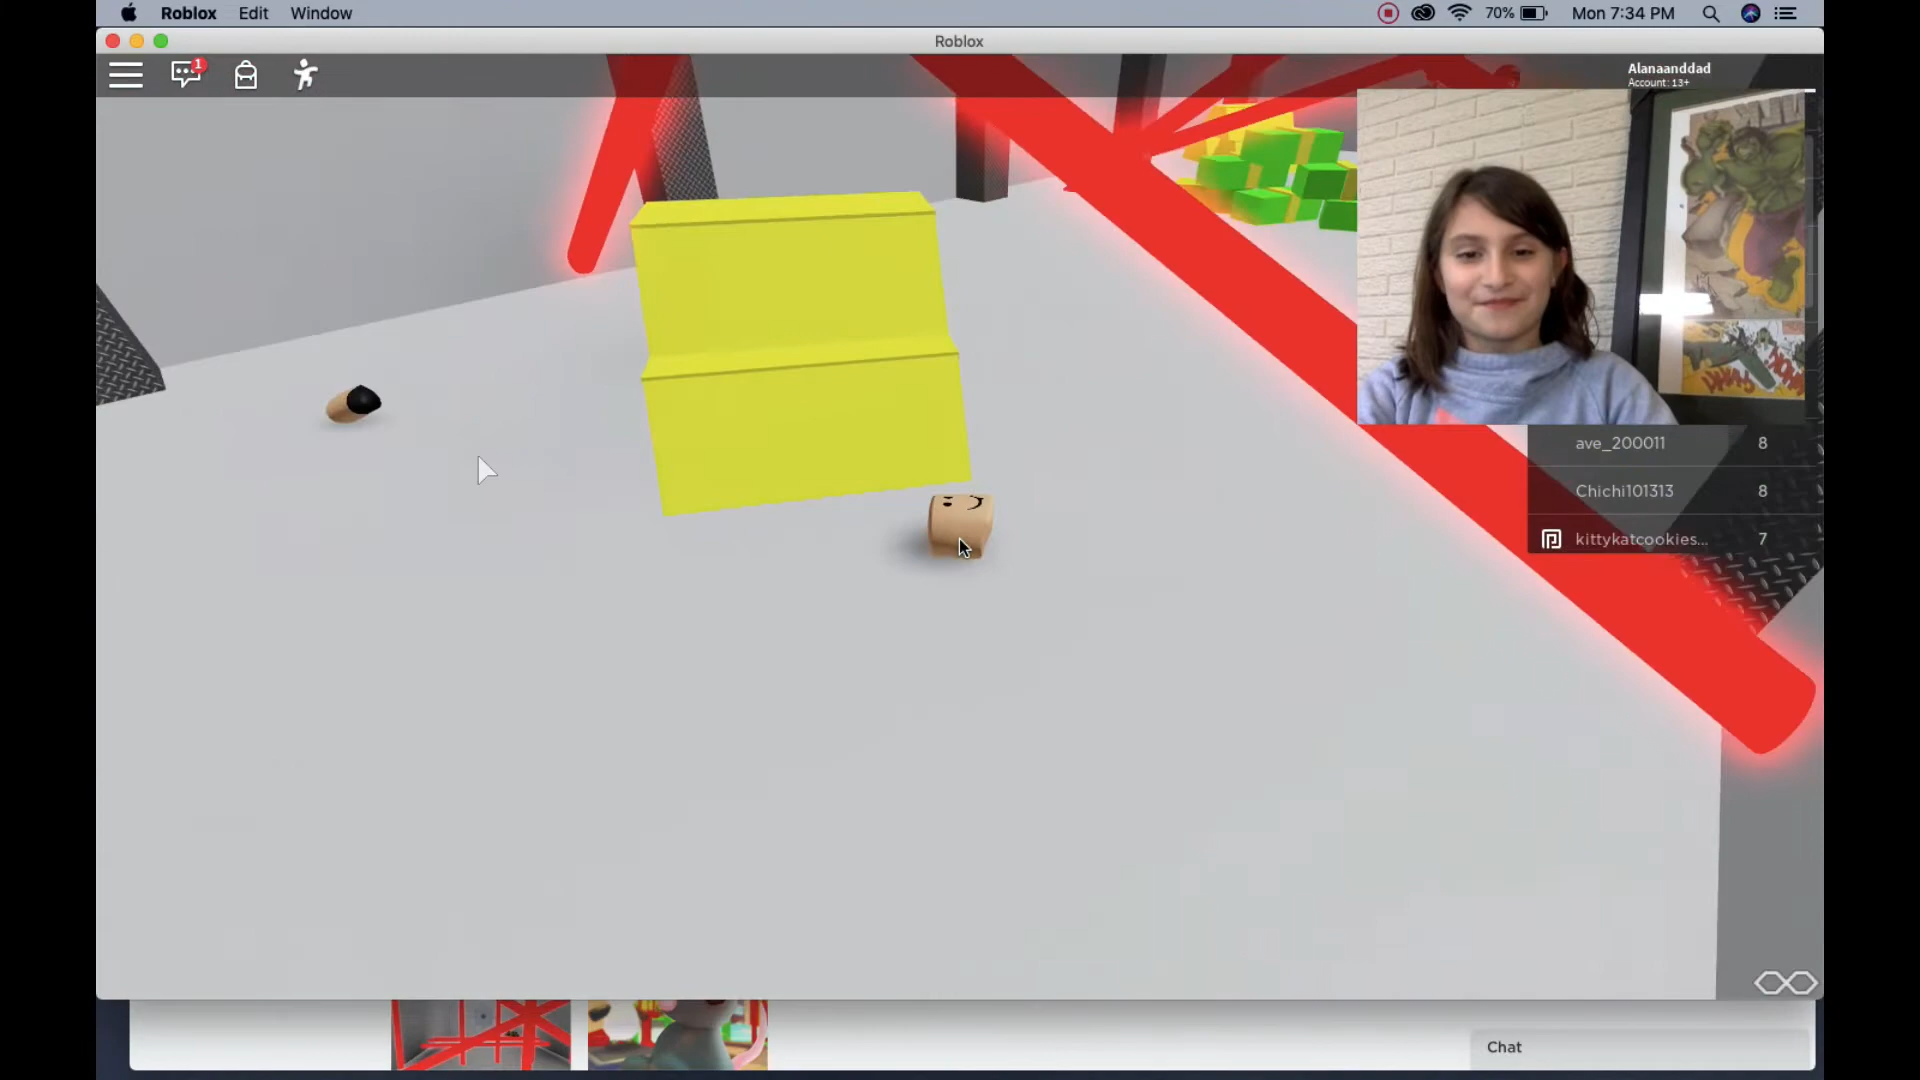 Roblox Edit Window 70% Mon 7:34 PM
Roblox
1
Alanaanddad
Account: 13+
ave_200011 8
Chichi101313 8
kittykatcookies... 7
Chat